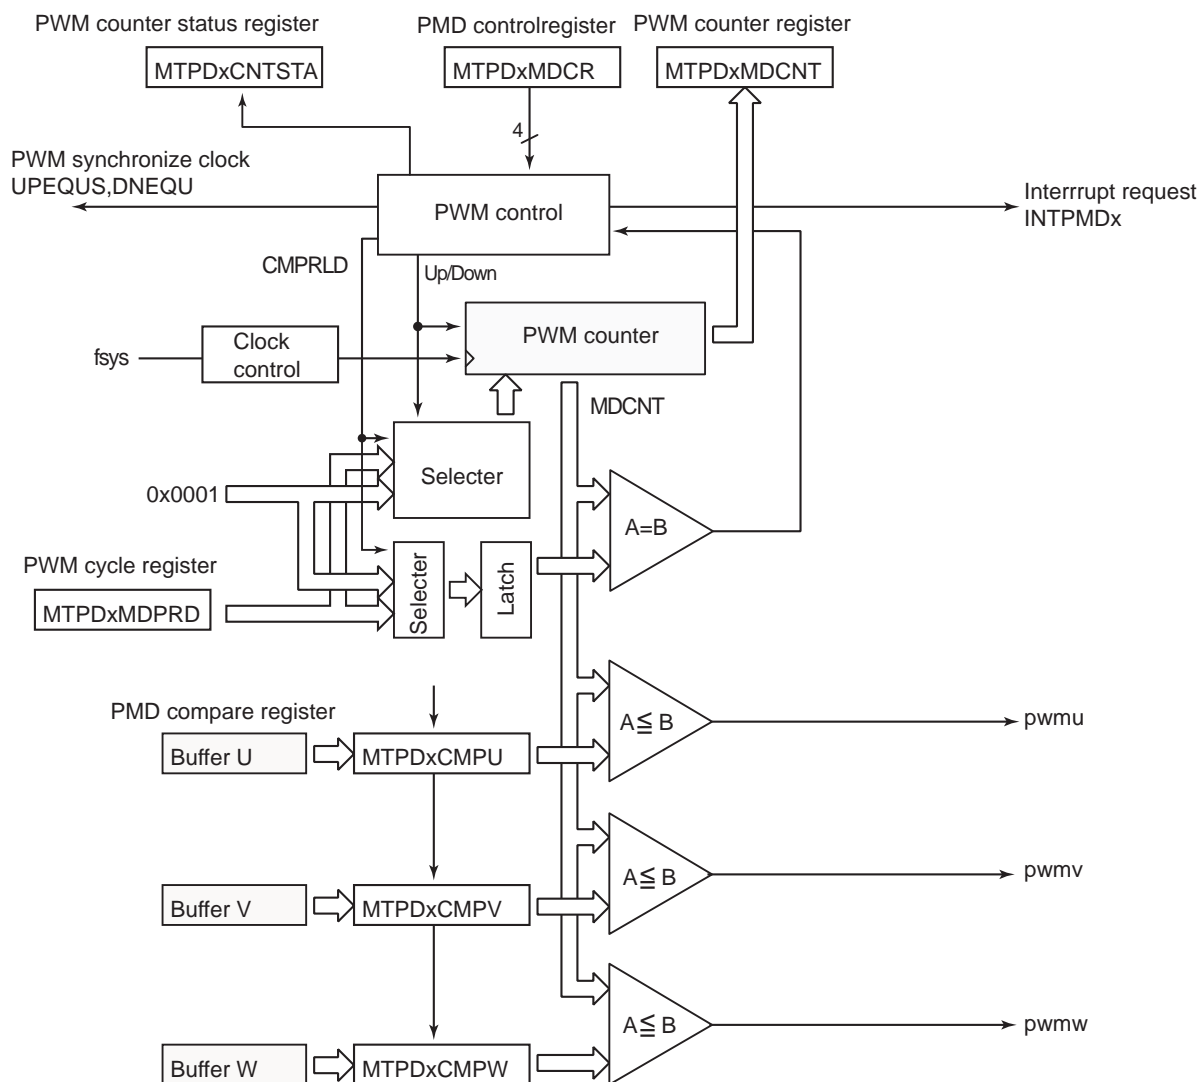 PWM counter status register
PMD controlregister
PWM counter register
MTPDxCNTSTA
MTPDxMDCR
MTPDxMDCNT
4
PWM synchronize clock
UPEQUS,DNEQU
PWM control
Interrrupt request
INTPMDx
CMPRLD
Up/Down
PWM counter
fsys
Clock
control
MDCNT
Selecter
0x0001
A=B
PWM cycle register
MTPDxMDPRD
Selecter
Latch
PMD compare register
Buffer U
MTPDxCMPU
A≦ B
pwmu
Buffer V
MTPDxCMPV
A≦ B
pwmv
Buffer W
MTPDxCMPW
A≦ B
pwmw